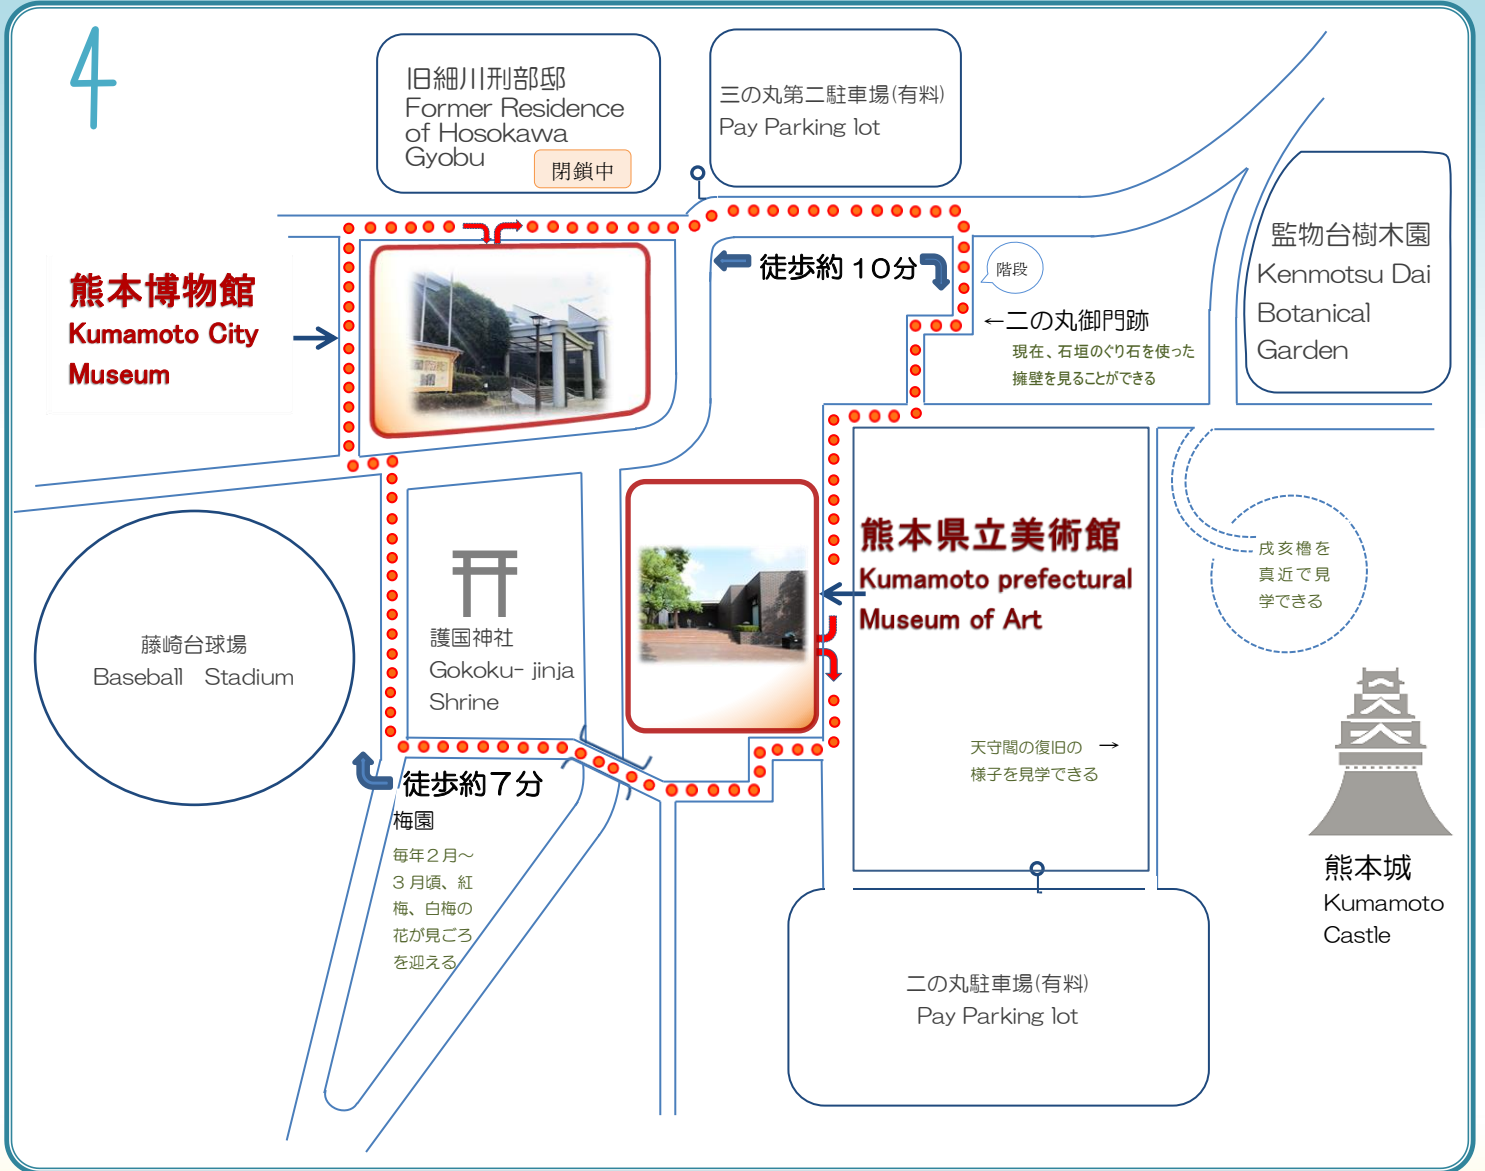 4
旧細川刑部邸
Former Residence
of Hosokawa
Gyobu
閉鎖中
三の丸第二駐車場(有料)
Pay Parking lot
監物台樹木園
Kenmotsu Dai
Botanical
Garden
熊本博物館
Kumamoto City
Museum
徒歩約 10分
階段
←二の丸御門跡
現在、石垣のぐり石を使った
擁壁を見ることができる
熊本県立美術館
Kumamoto prefectural
Museum of Art
戌亥櫓を
真近で見
学できる
護国神社
Gokoku- jinja
Shrine
藤崎台球場
Baseball Stadium
天守閣の復旧の →
様子を見学できる
徒歩約7分
梅園
毎年2月～
3月頃、紅
梅、白梅の
花が見ごろ
を迎える
熊本城
Kumamoto
Castle
二の丸駐車場(有料)
Pay Parking lot